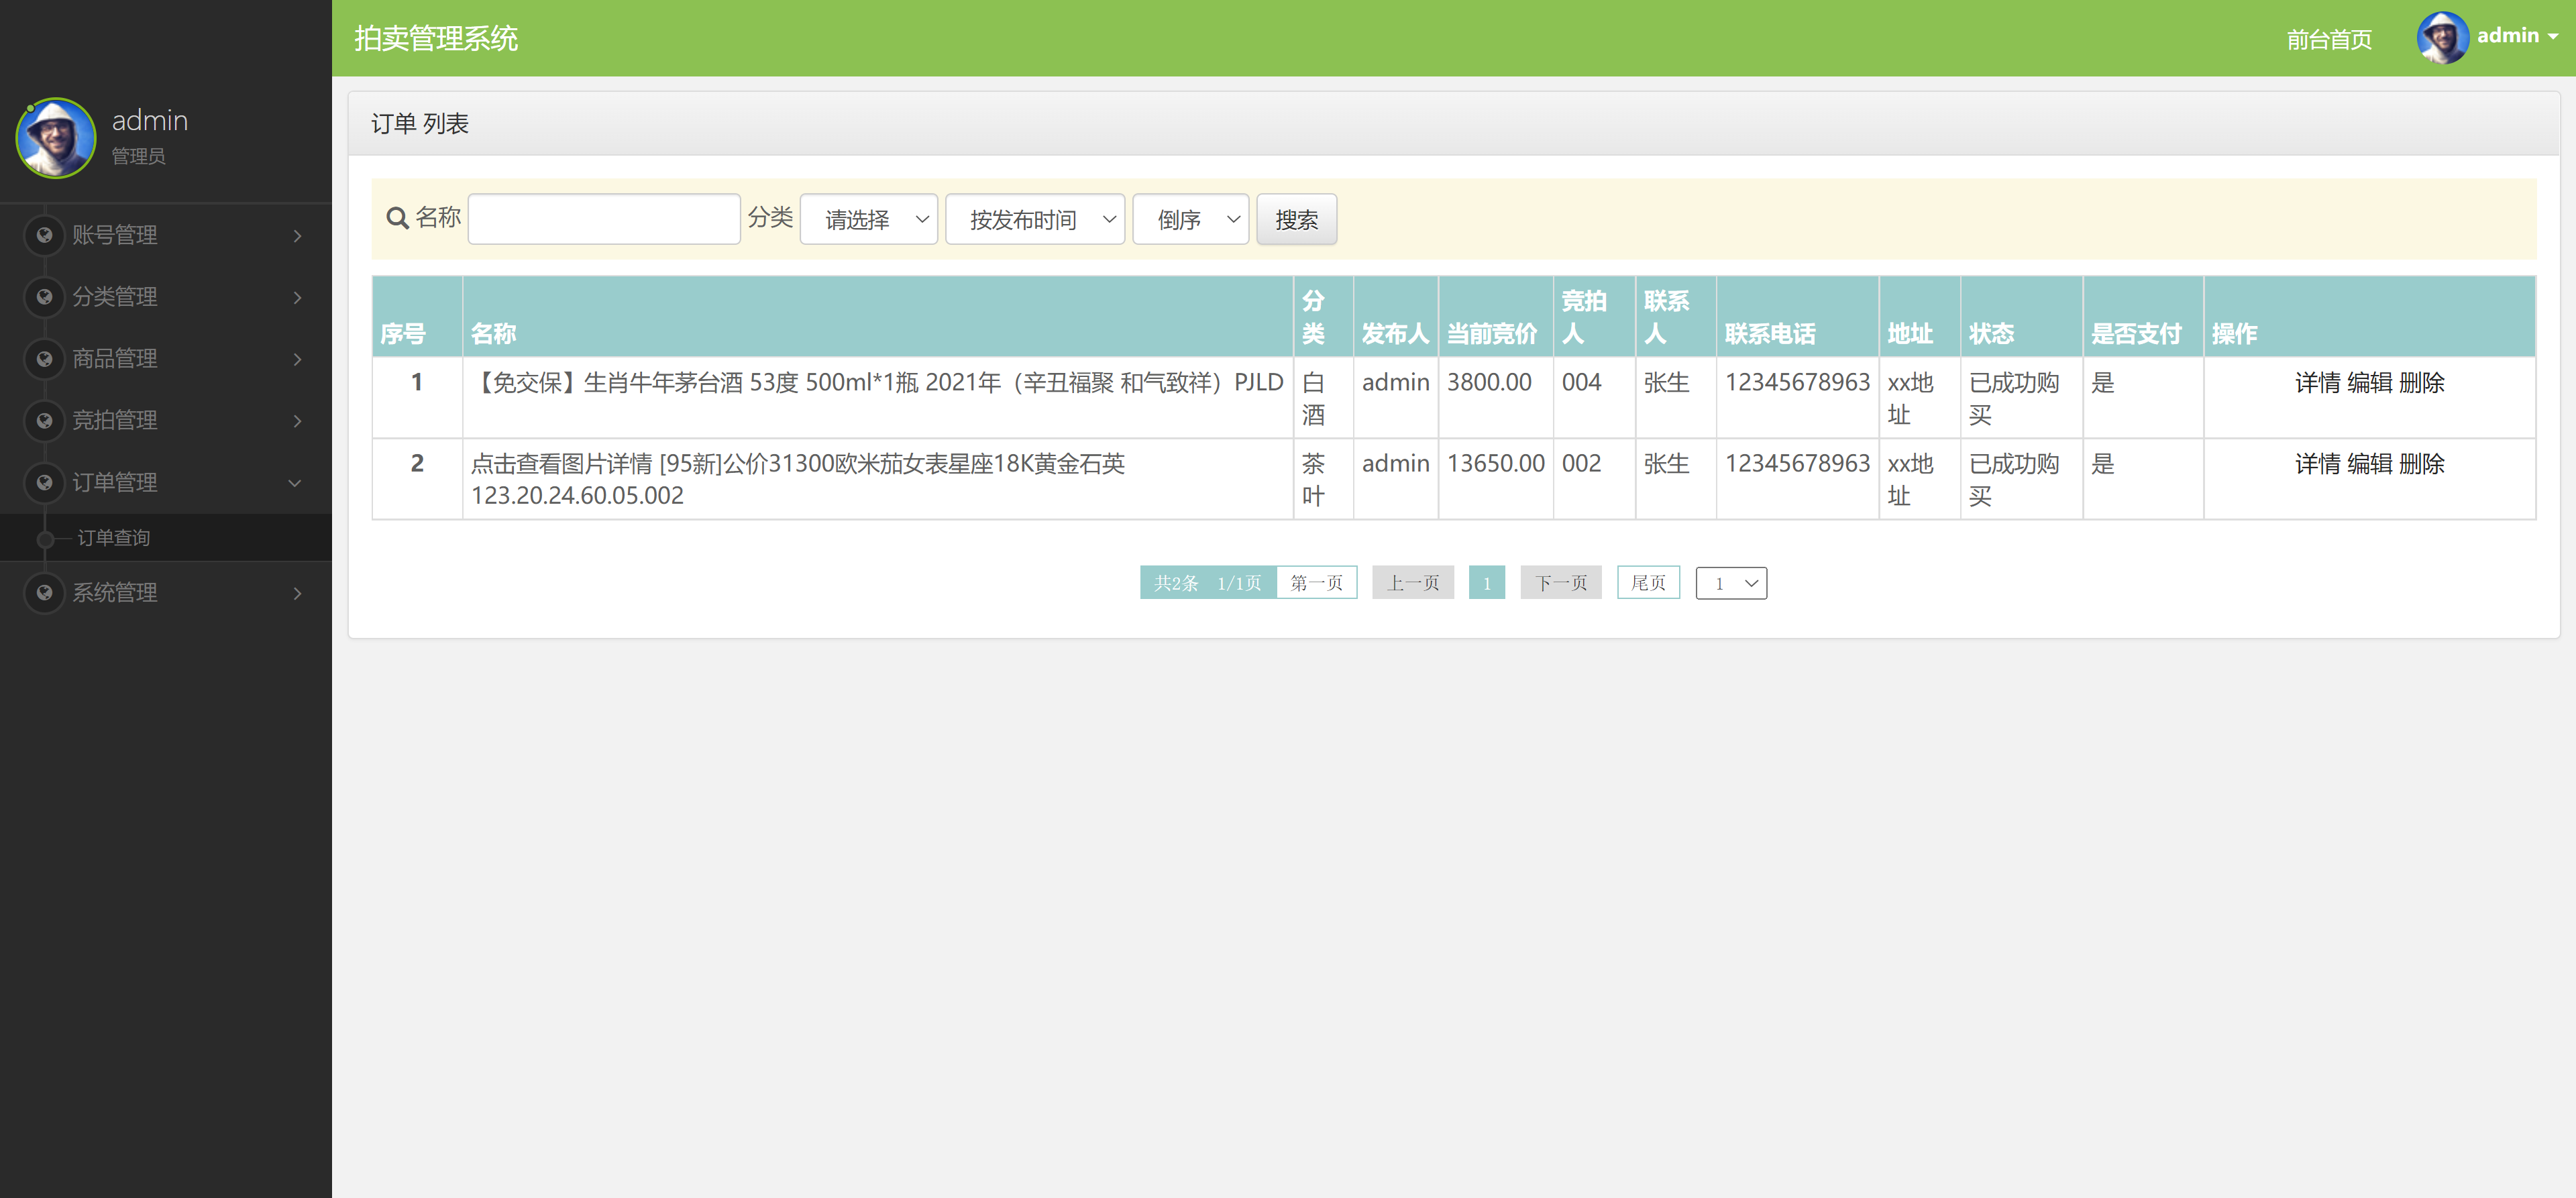 拍卖管理系统
前台首页
admin
admin
管理员
账号管理
分类管理
商品管理
竞拍管理
订单管理
订单查询
系统管理
订单 列表
名称 分类 请选择 按发布时间 倒序 搜索
序号 名称 分类 发布人 当前竞价 竞拍人 联系人 联系电话 地址 状态 是否支付 操作
1 【免交保】生肖牛年茅台酒 53度 500ml*1瓶 2021年（辛丑福聚 和气致祥）PJLD 白酒 admin 3800.00 004 张生 12345678963 xx地址 已成功购买 是 详情 编辑 删除
2 点击查看图片详情 [95新]公价31300欧米茄女表星座18K黄金石英 123.20.24.60.05.002 茶叶 admin 13650.00 002 张生 12345678963 xx地址 已成功购买 是 详情 编辑 删除
共2条 1/1页 第一页 上一页 1 下一页 尾页 1